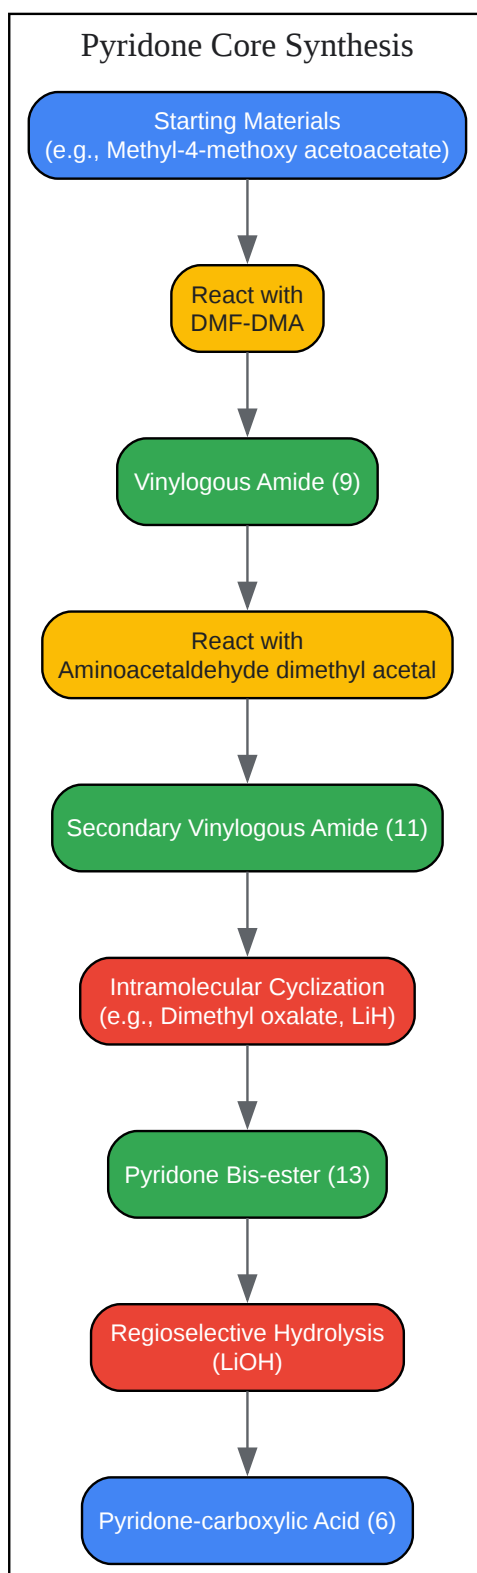 Pyridone Core Synthesis
Starting Materials
(e.g., Methyl-4-methoxy acetoacetate)
React with
DMF-DMA
Vinylogous Amide (9)
React with
Aminoacetaldehyde dimethyl acetal
Secondary Vinylogous Amide (11)
Intramolecular Cyclization
(e.g., Dimethyl oxalate, LiH)
Pyridone Bis-ester (13)
Regioselective Hydrolysis
(LiOH)
Pyridone-carboxylic Acid (6)